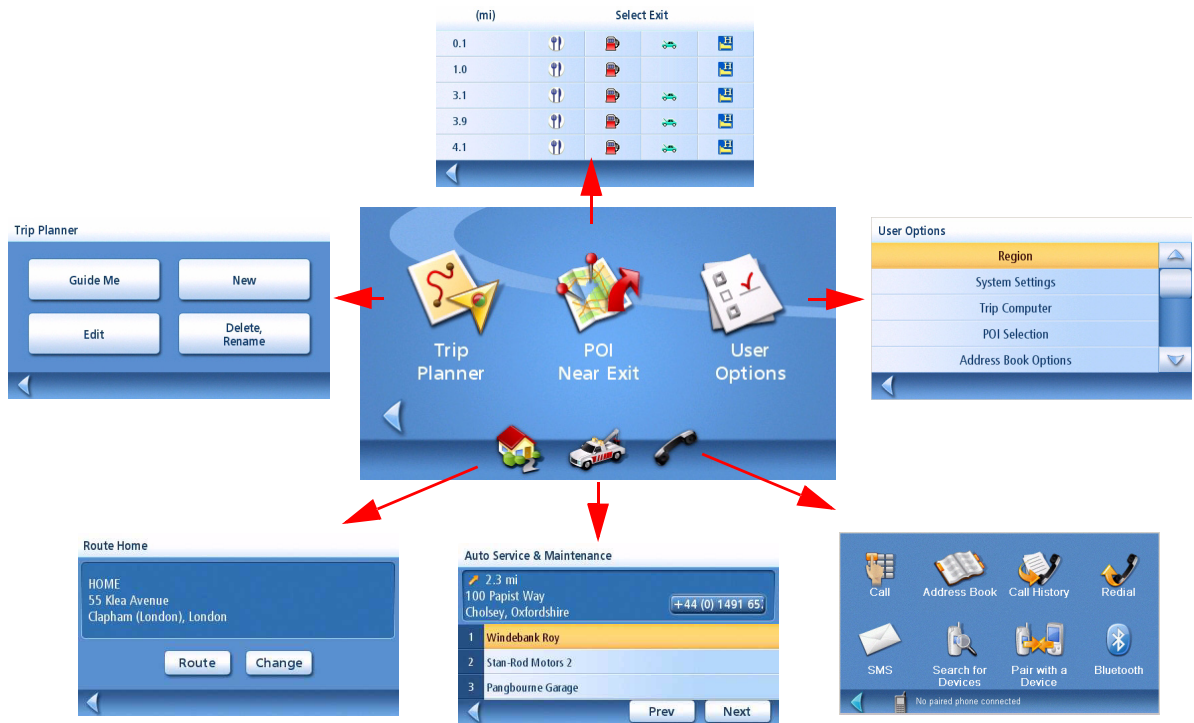 (mi) Select Exit
0.1
1.0
3.1
3.9
4.1
Trip Planner
Guide Me New
Edit Delete,
Rename
Trip
Planner
POI
Near Exit
User
Options
User Options
Region
System Settings
Trip Computer
POI Selection
Address Book Options
Route Home
HOME
55 Klea Avenue
Clapham (London), London
Route Change
Auto Service & Maintenance
2.3 mi
100 Papist Way
Cholsey, Oxfordshire
+44 (0) 1491 65
1 Windebank Roy
2 Stan-Rod Motors 2
3 Pangbourne Garage
Prev Next
Call Address Book Call History Redial
SMS Search for
Devices
Pair with a
Device
Bluetooth
No paired phone connected